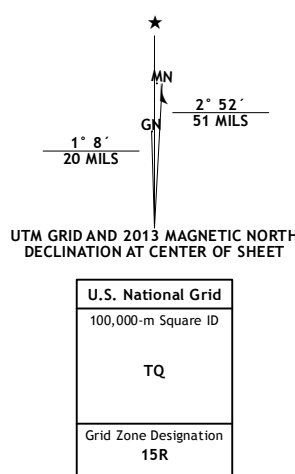 ★
MN
GN
1° 8´
20 MILS
2° 52´
51 MILS
UTM GRID AND 2013 MAGNETIC NORTH
DECLINATION AT CENTER OF SHEET
U.S. National Grid
100,000-m Square ID
TQ
Grid Zone Designation
15R